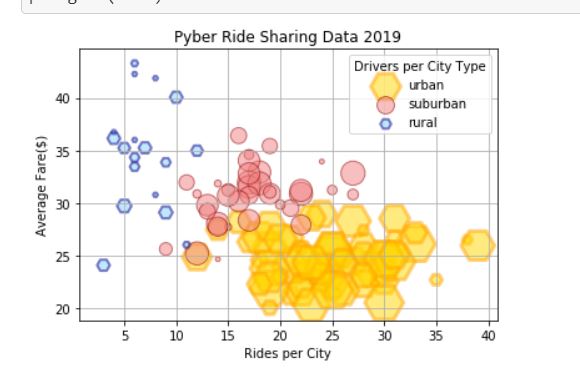 Pyber Ride Sharing Data 2019
Drivers per City Type
urban
suburban
rural
Average Fare($)
40
35
30
25
20
5 10 15 20 25 30 35 40
Rides per City